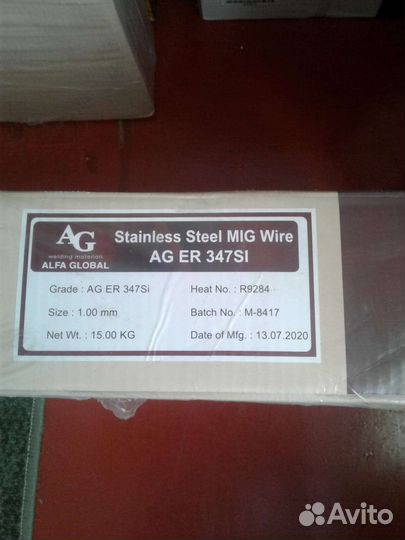 AG
welding materials
ALFA GLOBAL
Stainless Steel MIG Wire
AG ER 347SI
Grade : AG ER 347Si
Heat No. : R9284
Size : 1.00 mm
Batch No. : M-8417
Net Wt. : 15.00 KG
Date of Mfg. : 13.07.2020
Avito